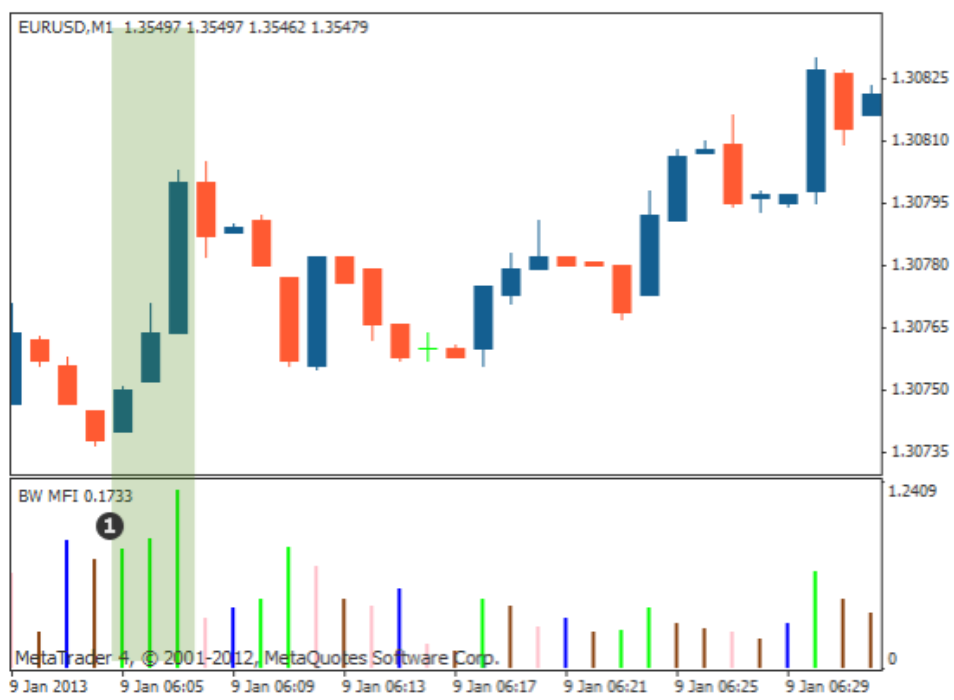 EURUSD,M1 1.35497 1.35497 1.35462 1.35479
1.30825
1.30810
1.30795
1.30780
1.30765
1.30750
1.30735
BW MFI 0.1733
1.2409
1
MetaTrader 4, © 2001-2012, MetaQuotes Software Corp.
0
9 Jan 2013 9 Jan 06:05 9 Jan 06:09 9 Jan 06:13 9 Jan 06:17 9 Jan 06:21 9 Jan 06:25 9 Jan 06:29